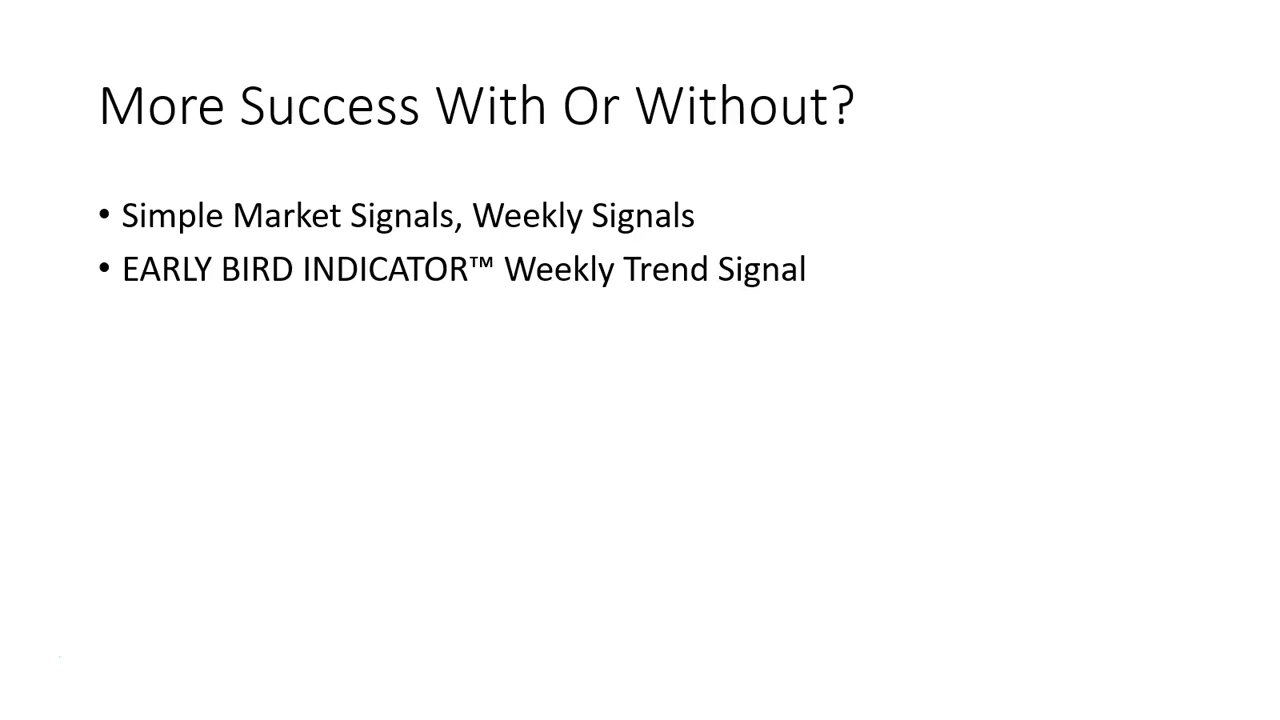 More Success With Or Without?
• Simple Market Signals, Weekly Signals
• EARLY BIRD INDICATOR™ Weekly Trend Signal